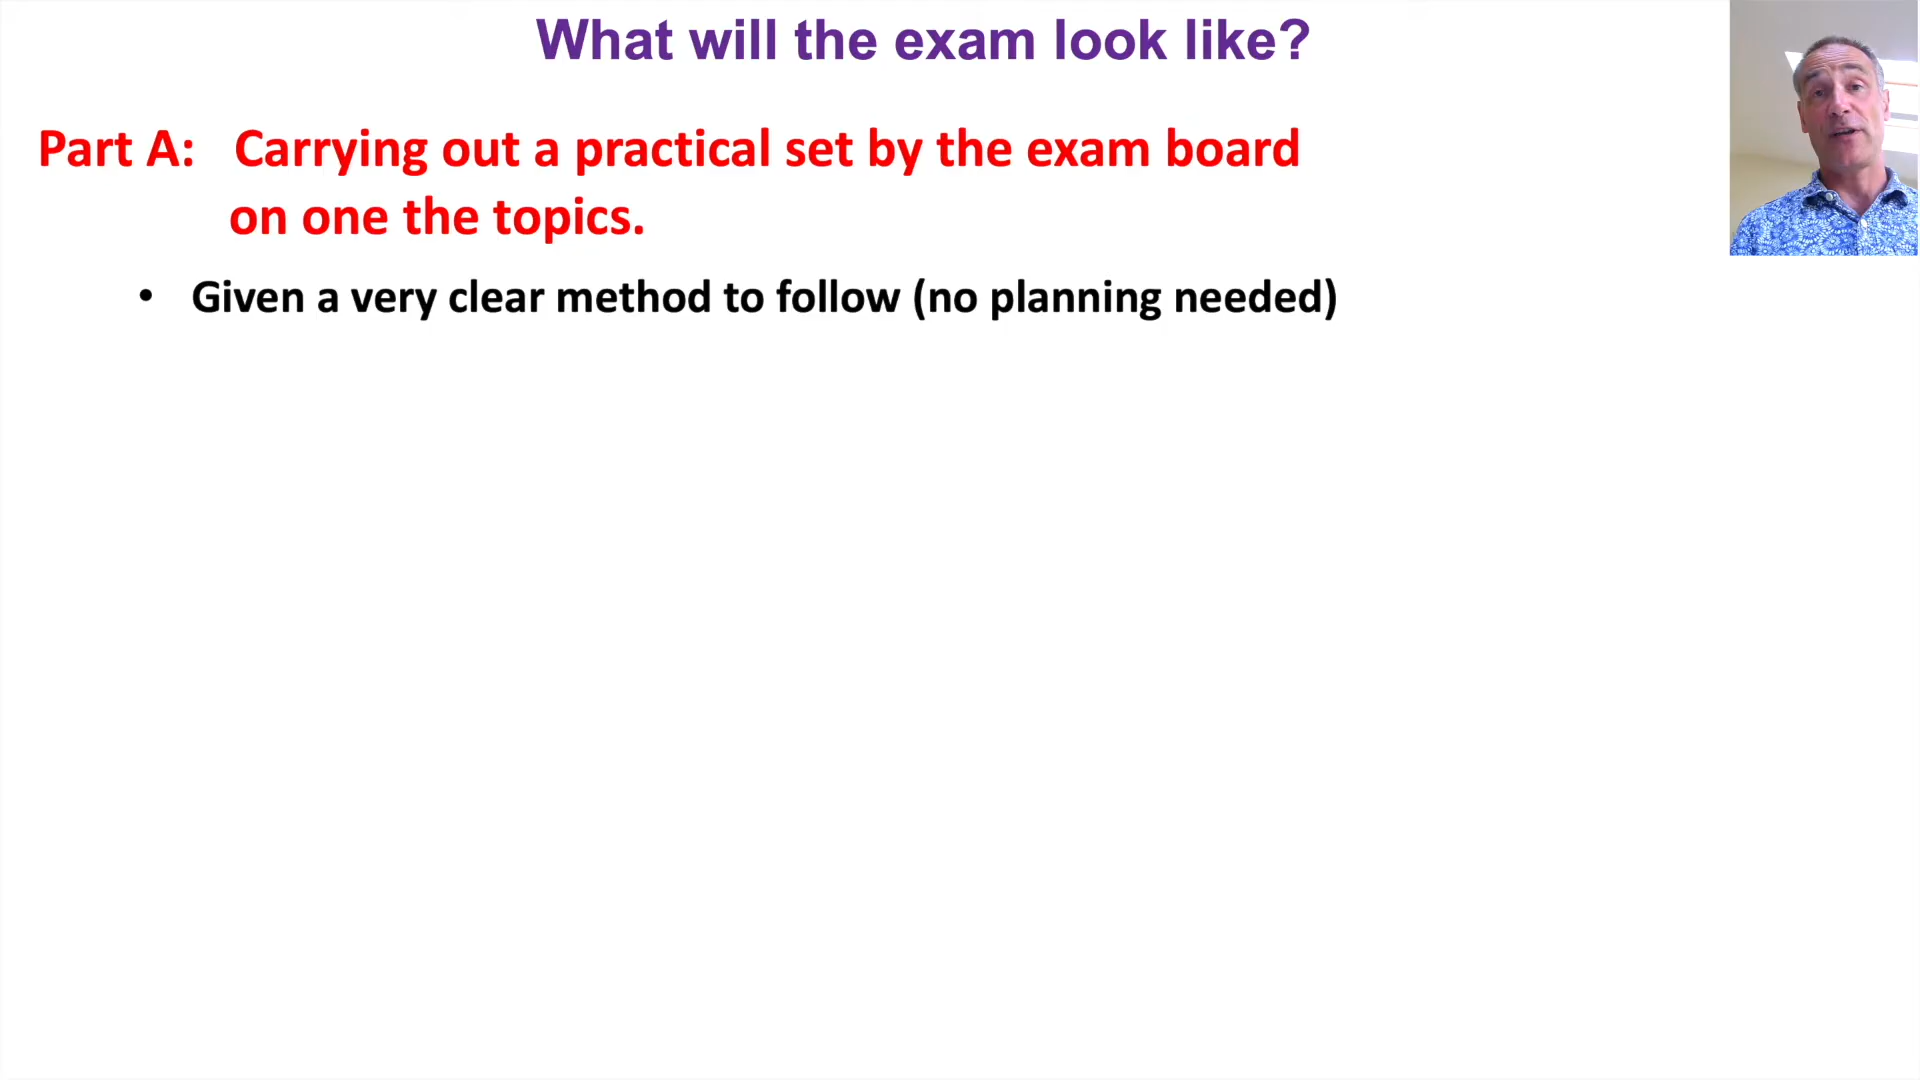 What will the exam look like?
Part A: Carrying out a practical set by the exam board
on one the topics.
• Given a very clear method to follow (no planning needed)